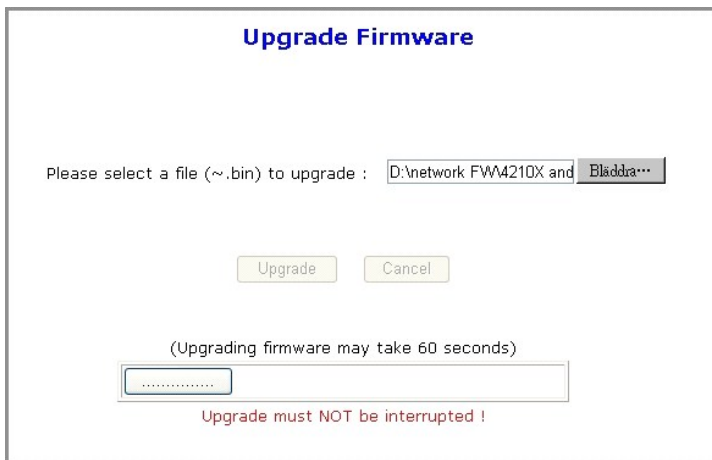 Upgrade Firmware
Please select a file (~.bin) to upgrade : D:\network FW\4210X and Bläddra...
Upgrade Cancel
(Upgrading firmware may take 60 seconds)
...............
Upgrade must NOT be interrupted !